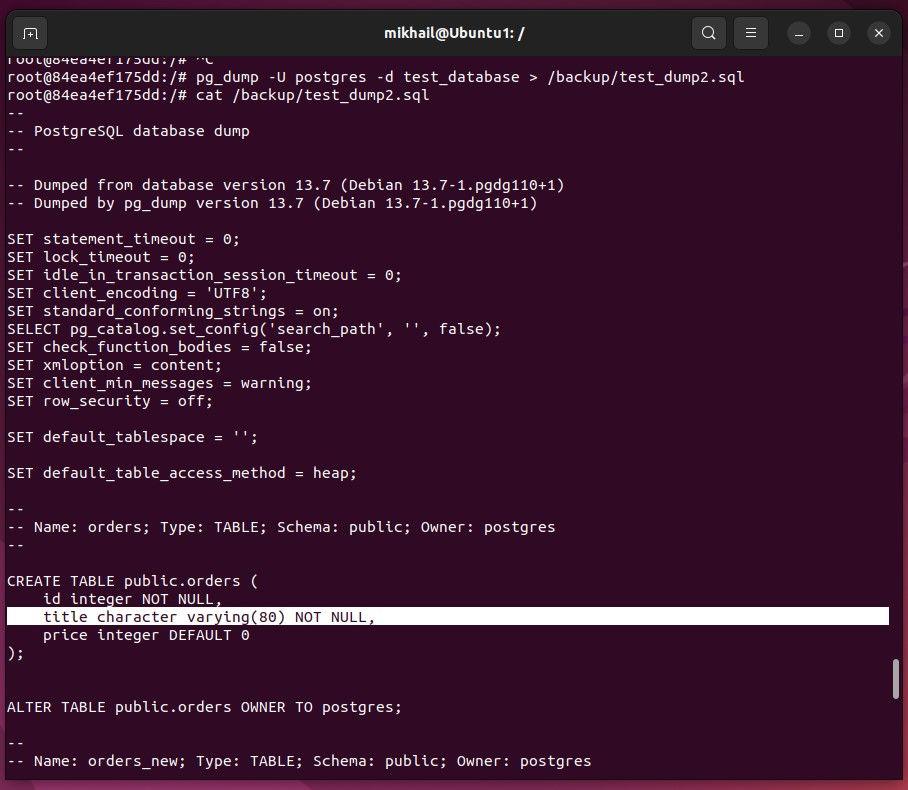 mikhail@Ubuntu1: /
root@84ea4ef175dd:/# ^C
root@84ea4ef175dd:/# pg_dump -U postgres -d test_database > /backup/test_dump2.sql
root@84ea4ef175dd:/# cat /backup/test_dump2.sql
--
-- PostgreSQL database dump
--
-- Dumped from database version 13.7 (Debian 13.7-1.pgdg110+1)
-- Dumped by pg_dump version 13.7 (Debian 13.7-1.pgdg110+1)
SET statement_timeout = 0;
SET lock_timeout = 0;
SET idle_in_transaction_session_timeout = 0;
SET client_encoding = 'UTF8';
SET standard_conforming_strings = on;
SELECT pg_catalog.set_config('search_path', '', false);
SET check_function_bodies = false;
SET xmloption = content;
SET client_min_messages = warning;
SET row_security = off;
SET default_tablespace = '';
SET default_table_access_method = heap;
--
-- Name: orders; Type: TABLE; Schema: public; Owner: postgres
--
CREATE TABLE public.orders (
    id integer NOT NULL,
    title character varying(80) NOT NULL,
    price integer DEFAULT 0
);
ALTER TABLE public.orders OWNER TO postgres;
--
-- Name: orders_new; Type: TABLE; Schema: public; Owner: postgres